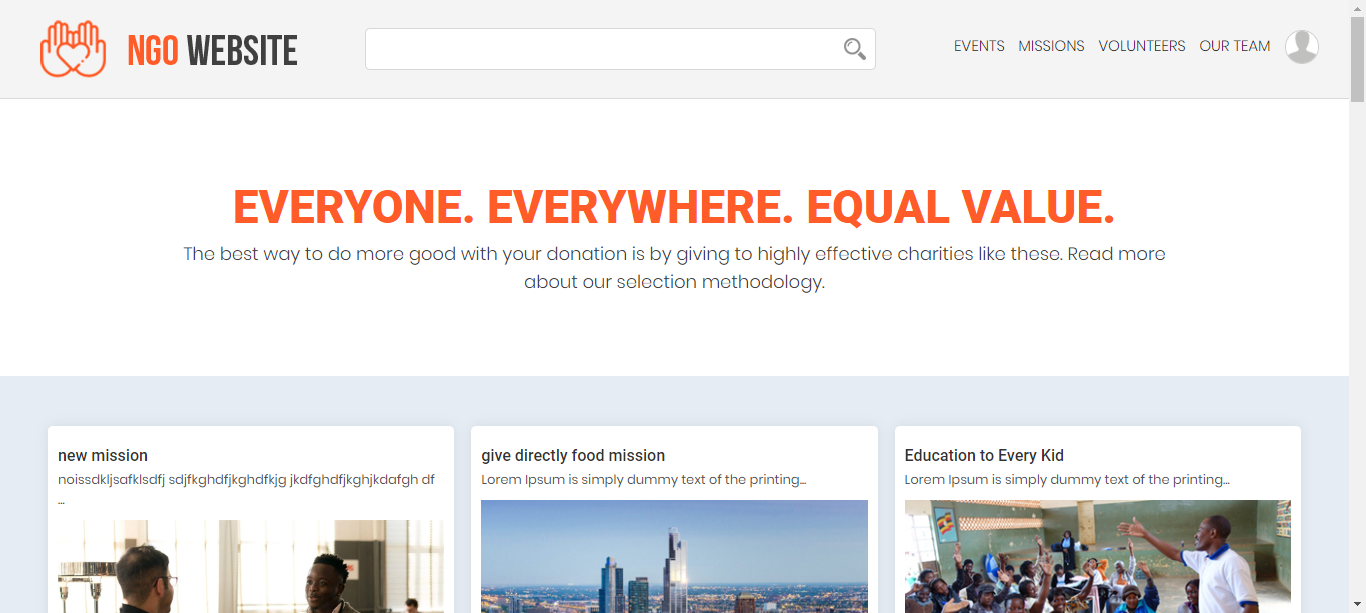 NGO WEBSITE
EVENTS MISSIONS VOLUNTEERS OUR TEAM
EVERYONE. EVERYWHERE. EQUAL VALUE.
The best way to do more good with your donation is by giving to highly effective charities like these. Read more
about our selection methodology.
new mission
noissdkljsafklsdfj sdjfkghdfjkghdfkjg jkdfghdfjkghjkdafgh df
...
give directly food mission
Lorem Ipsum is simply dummy text of the printing...
Education to Every Kid
Lorem Ipsum is simply dummy text of the printing...